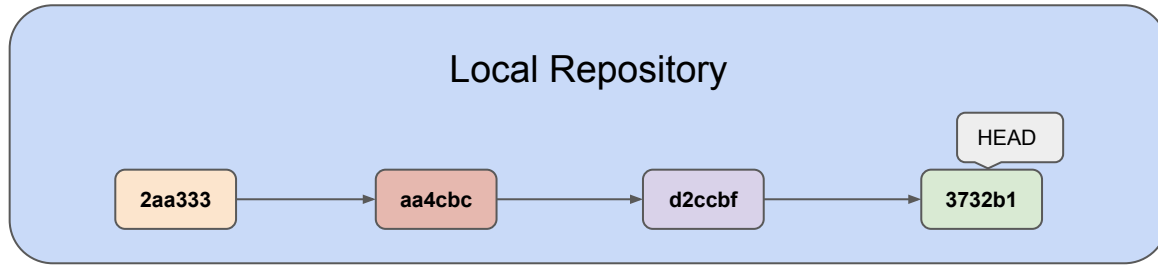 Local Repository
HEAD
2aa333
aa4cbc
d2ccbf
3732b1